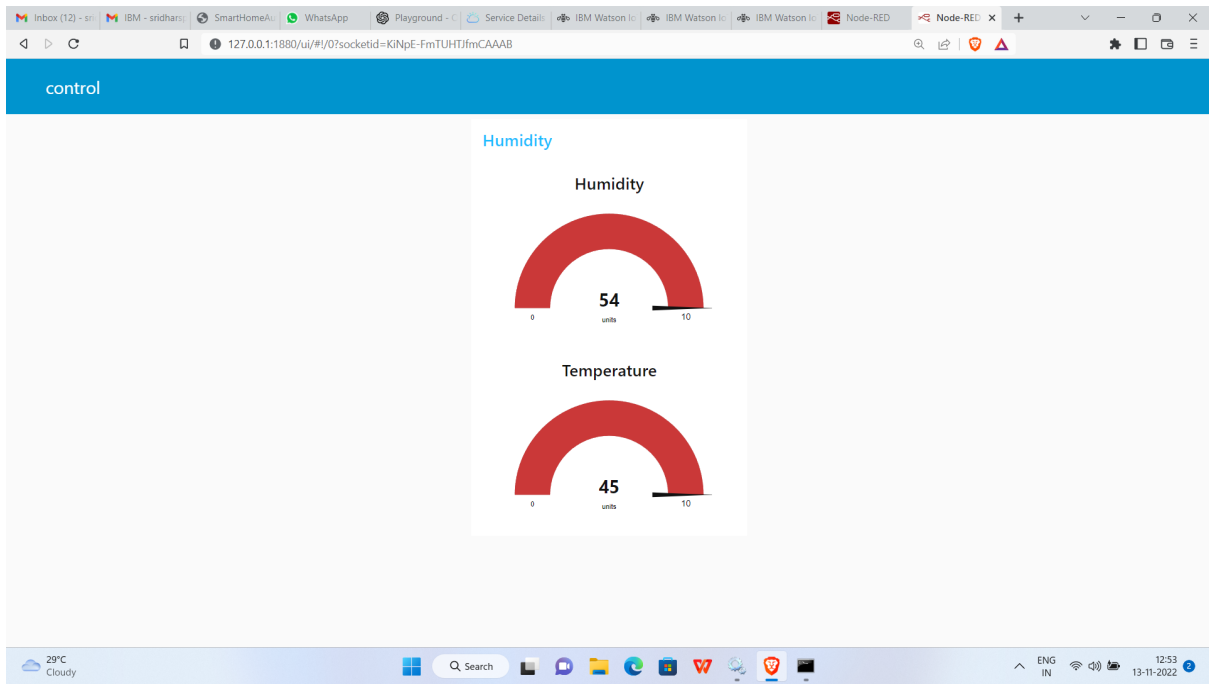 Inbox (12) - sri
IBM - sridharsp
SmartHomeAu
WhatsApp
Playground - C
Service Details
IBM Watson Io
IBM Watson Io
IBM Watson Io
Node-RED
Node-RED
127.0.0.1:1880/ui/#!/0?socketid=KiNpE-FmTUHTJfmCAAAB
control
Humidity
Humidity
54
units
0
10
Temperature
45
units
0
10
29°C
Cloudy
Search
ENG
IN
12:53
13-11-2022
2